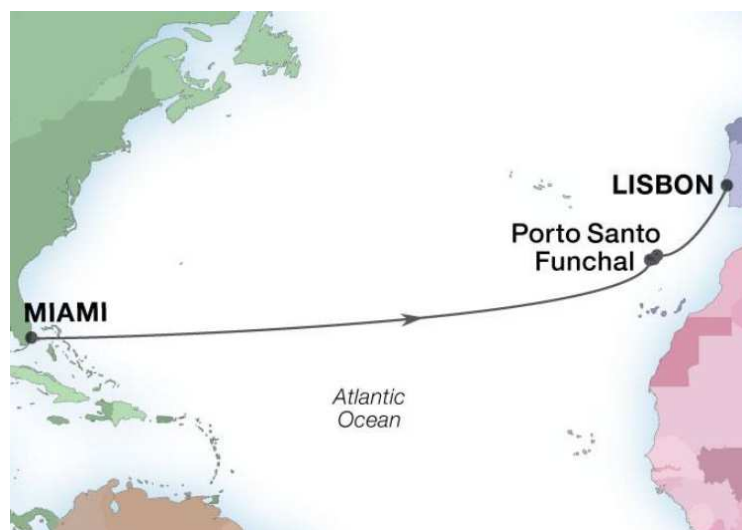 LISBON
Porto Santo
Funchal
MIAMI
Atlantic
Ocean